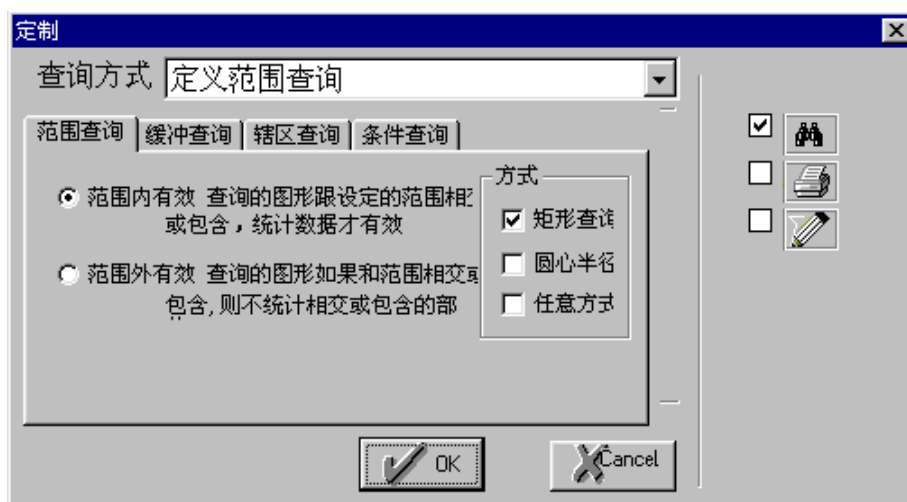 定制
查询方式 定义范围查询
范围查询 缓冲查询 辖区查询 条件查询
方式
范围内有效 查询的图形跟设定的范围相
或包含，统计数据才有效
矩形查
圆心半径
范围外有效 查询的图形如果和范围相交或
包含,则不统计相交或包含的部
任意方式
OK
Cancel